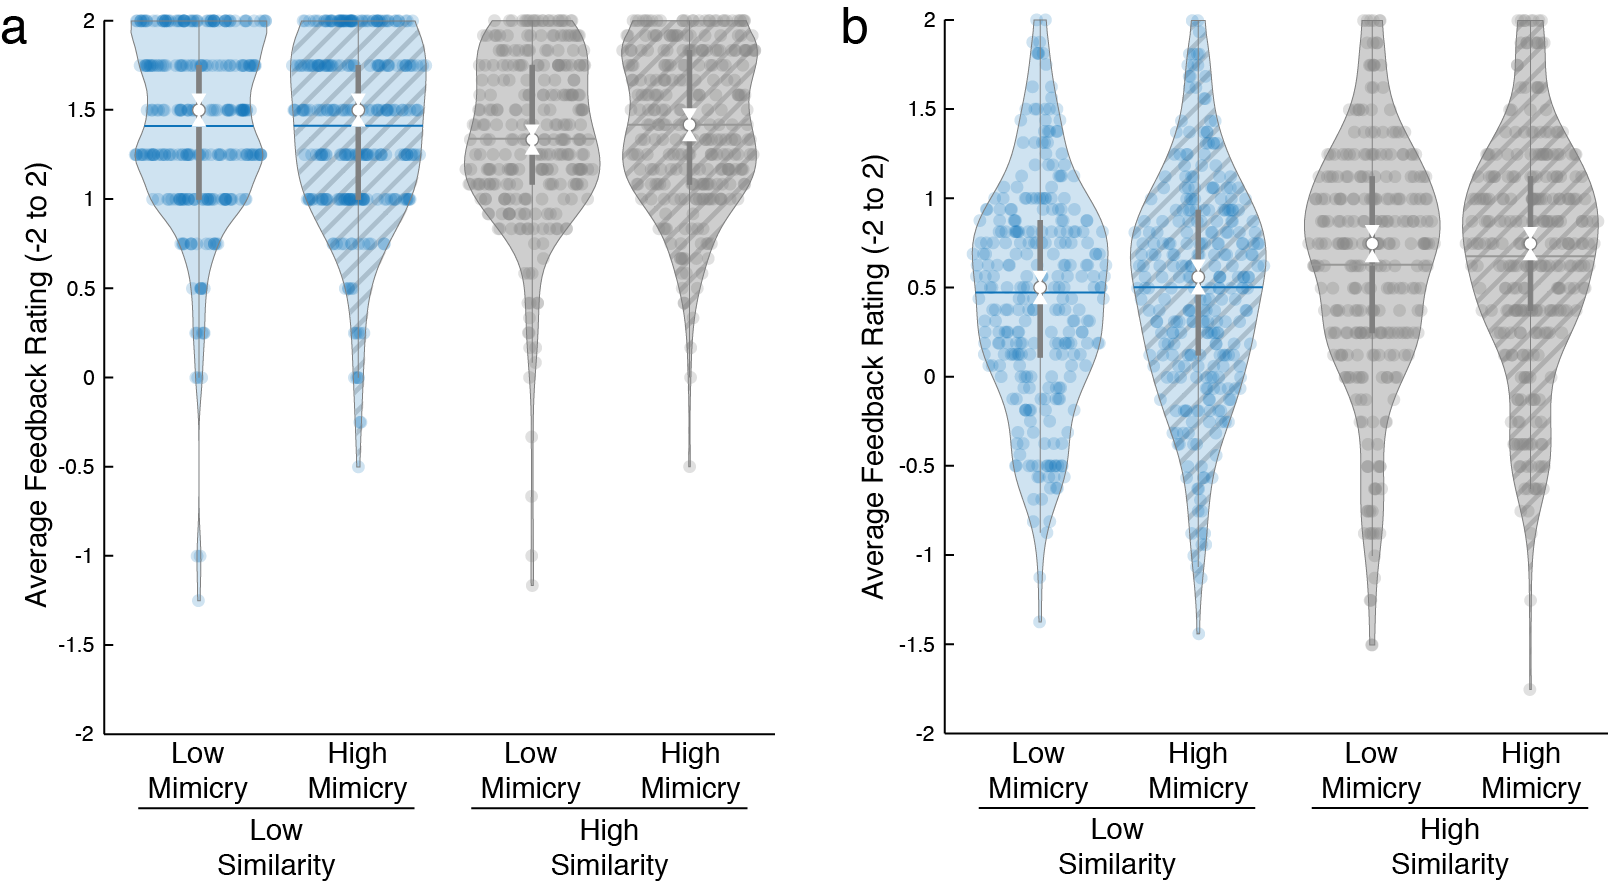 a
Average Feedback Rating (-2 to 2)
2
1.5
1
0.5
0
-0.5
-1
-1.5
-2
Low
Mimicry
High
Mimicry
Low
Mimicry
High
Mimicry
Low
Similarity
High
Similarity
b
Average Feedback Rating (-2 to 2)
2
1.5
1
0.5
0
-0.5
-1
-1.5
-2
Low
Mimicry
High
Mimicry
Low
Mimicry
High
Mimicry
Low
Similarity
High
Similarity